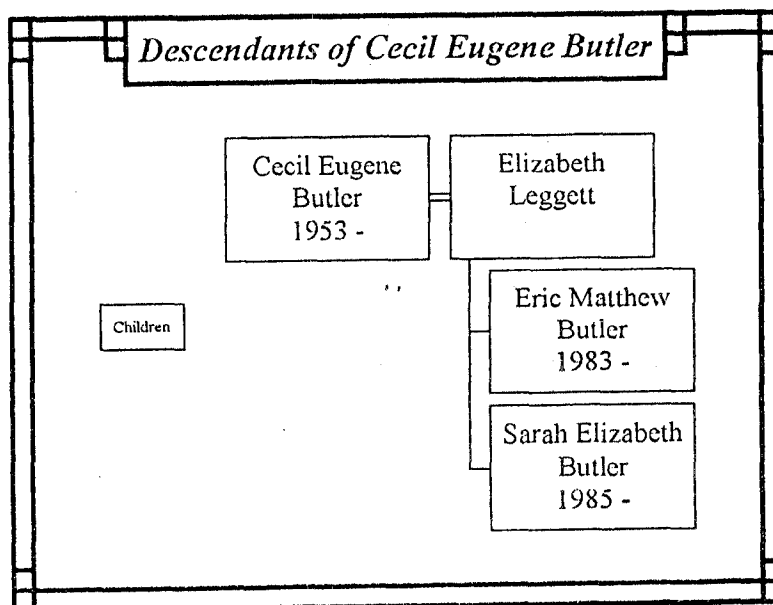 Descendants of Cecil Eugene Butler
Cecil Eugene
Butler
1953 -
Elizabeth
Leggett
Children
Eric Matthew
Butler
1983 -
Sarah Elizabeth
Butler
1985 -